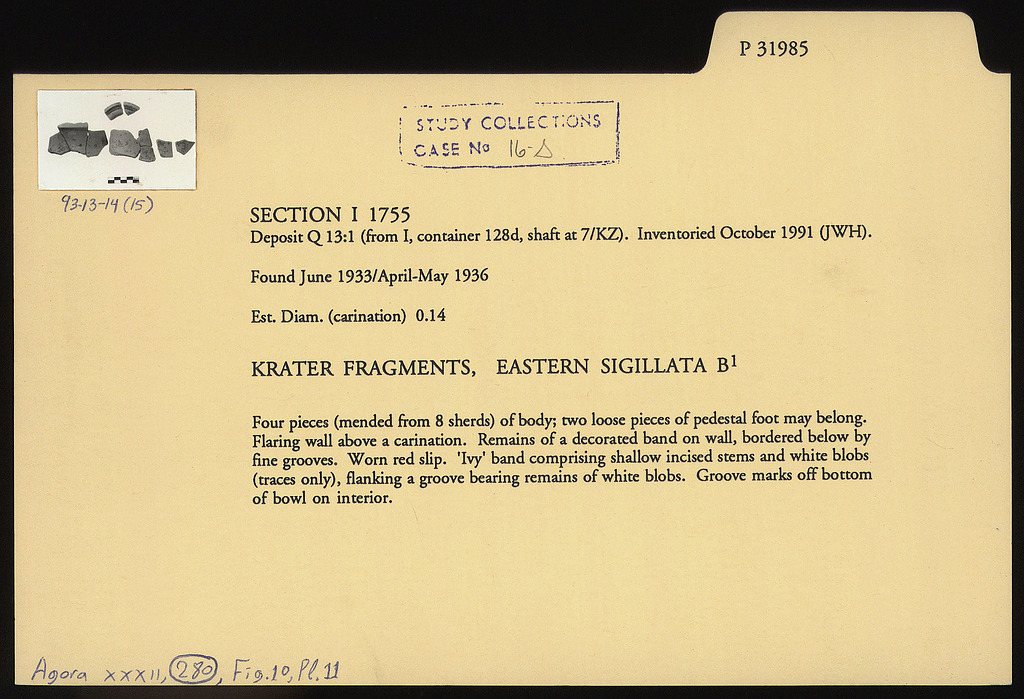 P 31985
STUDY COLLECTIONS
CASE No 16-Δ
93-13-14 (15)
SECTION I 1755
Deposit Q 13:1 (from I, container 128d, shaft at 7/KZ). Inventoried October 1991 (JWH).
Found June 1933/April-May 1936
Est. Diam. (carination) 0.14
KRATER FRAGMENTS, EASTERN SIGILLATA B¹
Four pieces (mended from 8 sherds) of body; two loose pieces of pedestal foot may belong.
Flaring wall above a carination. Remains of a decorated band on wall, bordered below by
fine grooves. Worn red slip. 'Ivy' band comprising shallow incised stems and white blobs
(traces only), flanking a groove bearing remains of white blobs. Groove marks off bottom
of bowl on interior.
Agora XXXII, 280, Fig.10, Pl.11